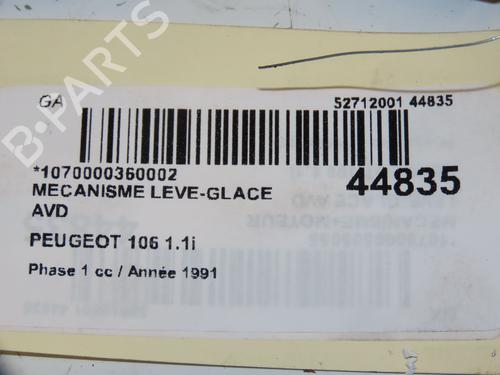 GA 52712001 44835
*1070000360002
MECANISME LEVE-GLACE 44835
AVD
PEUGEOT 106 1.1i
Phase 1 cc / Année 1991
B-PARTS